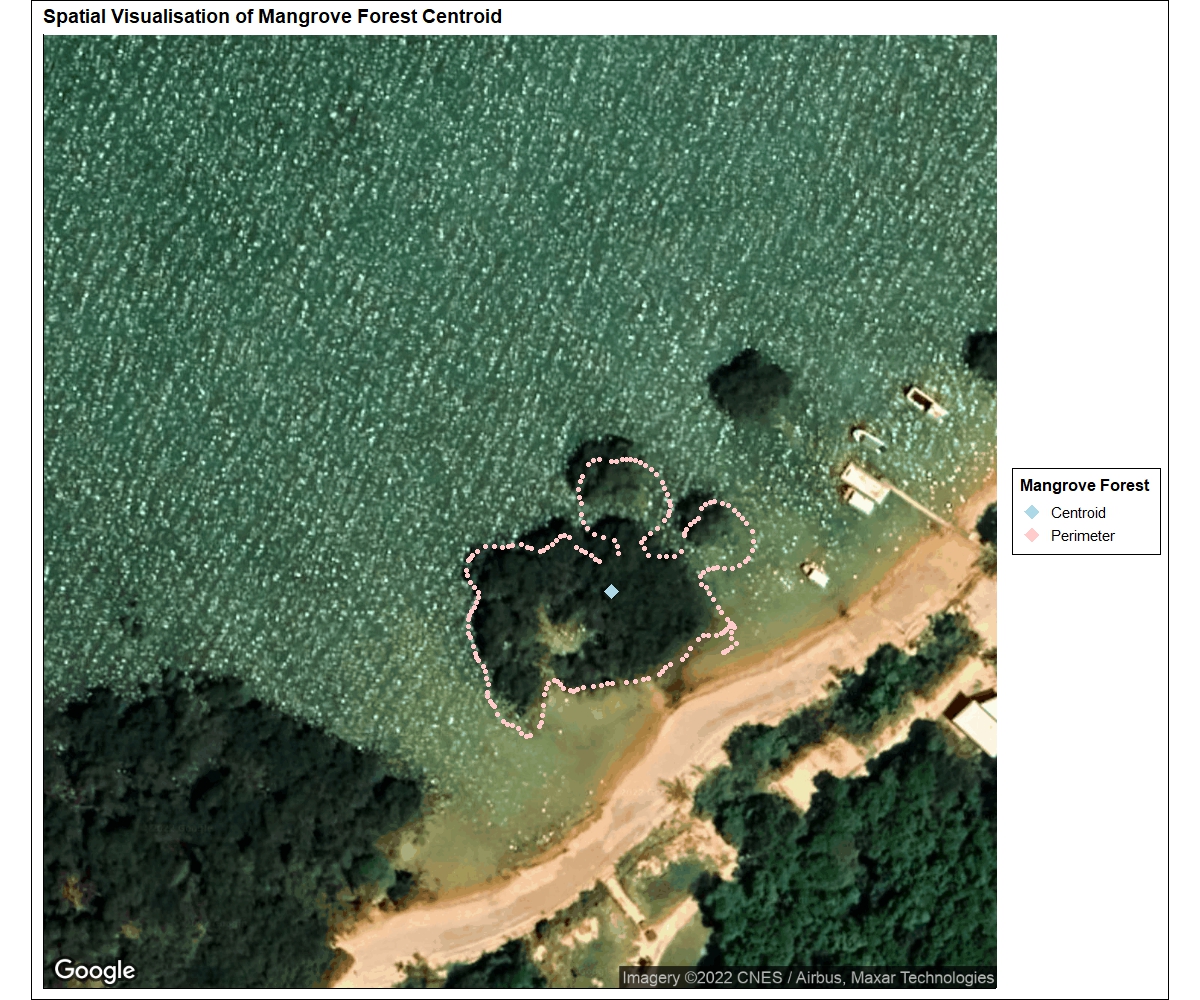 Spatial Visualisation of Mangrove Forest Centroid
Mangrove Forest
Centroid
Perimeter
Google
Imagery ©2022 CNES / Airbus, Maxar Technologies